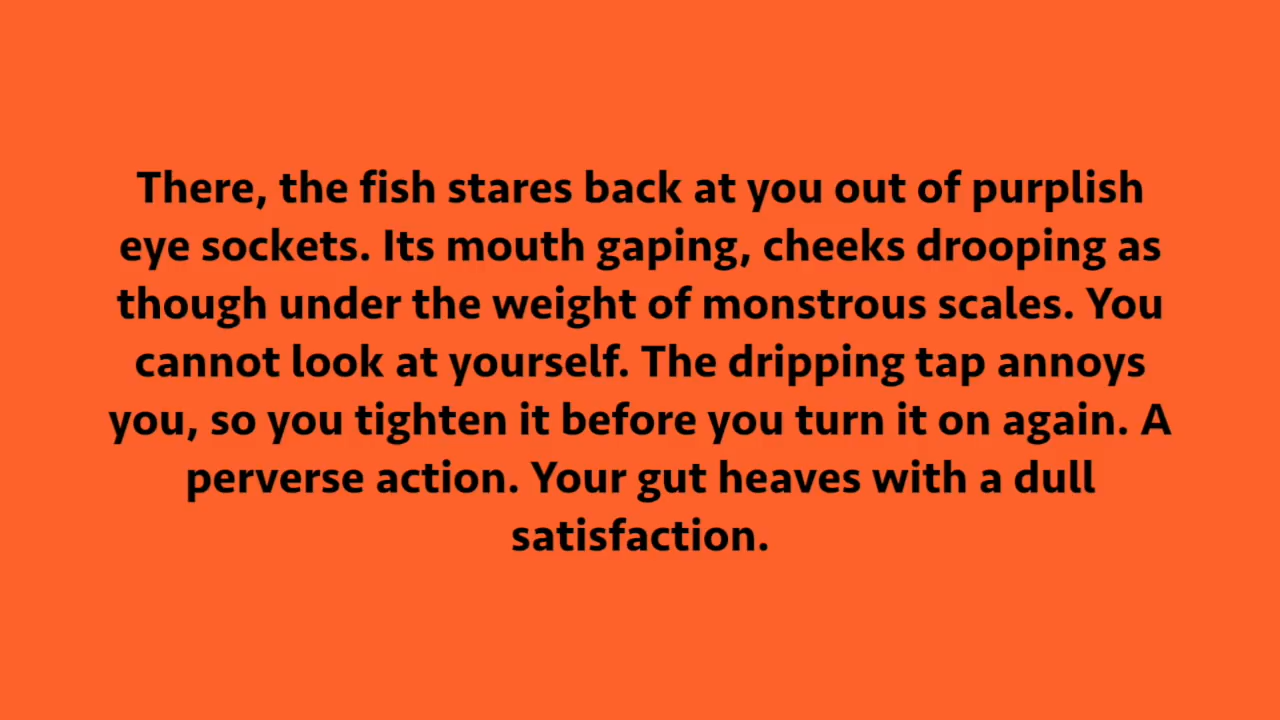 There, the fish stares back at you out of purplish
eye sockets. Its mouth gaping, cheeks drooping as
though under the weight of monstrous scales. You
cannot look at yourself. The dripping tap annoys
you, so you tighten it before you turn it on again. A
perverse action. Your gut heaves with a dull
satisfaction.